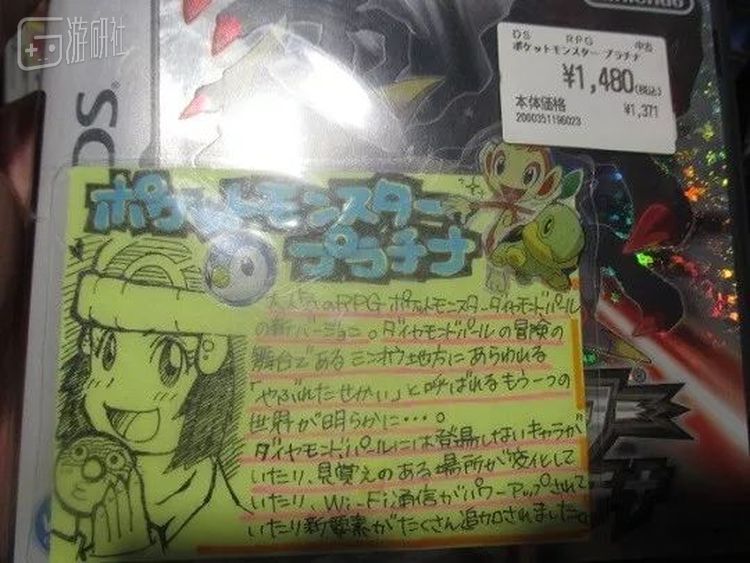 游研社
Nintendo
DS RPG 中古
ポケットモンスター プラチナ
¥1,480(税込)
本体価格 ¥1,371
2000351196023
DS
ポケットモンスター
プラチナ
大人気のRPG ポケットモンスターダイヤモンドパール
の新バージョン。ダイヤモンドパールの冒険の
舞台であるシンオウ地方にあらわれる
「やぶれたせかい」と呼ばれるもう一つの
世界が明らかに・・・。
ダイヤモンドパールには登場しないキャラが
いたり、見覚えのある場所が変化して
いたり、Wi-Fi通信がパワーアップされて
いたり新要素がたくさん追加されました。